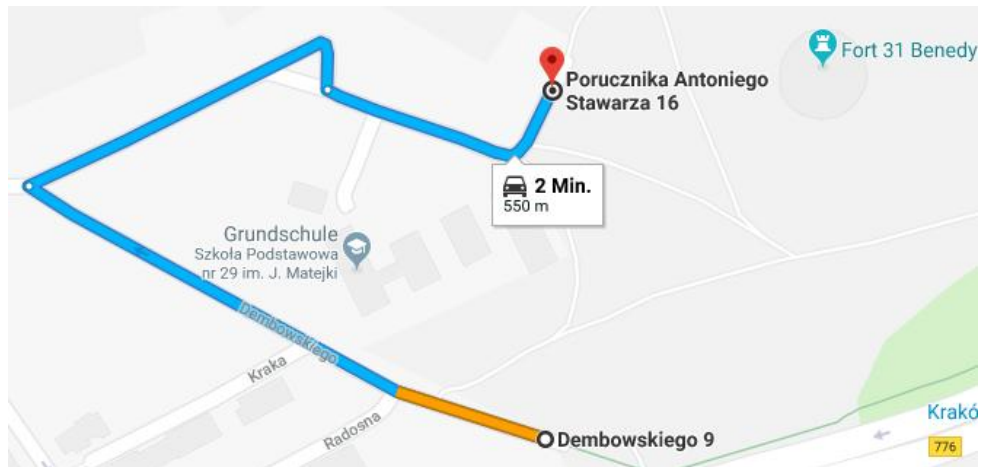 Fort 31 Benedy
Porucznika Antoniego
Stawarza 16
2 Min.
550 m
Grundschule
Szkoła Podstawowa
nr 29 im. J. Matejki
Dembowskiego
Kraka
Radosna
Dembowskiego 9
Krakó
776